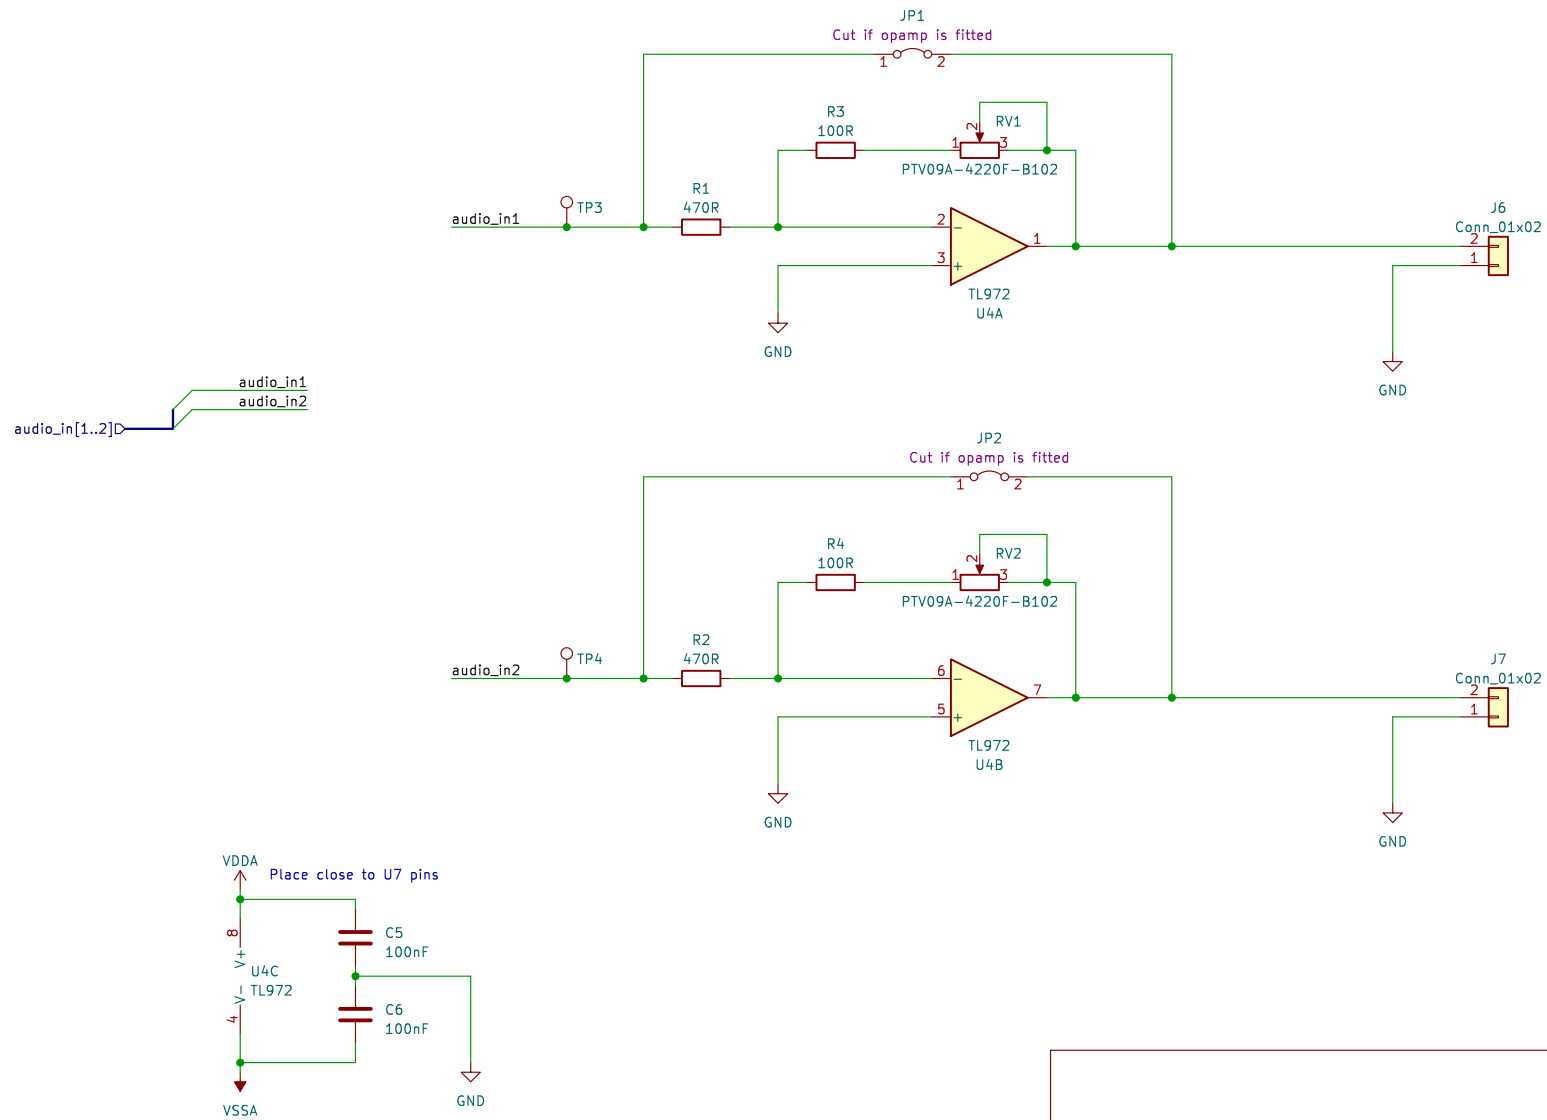 JP1
Cut if opamp is fitted
1
2
R3
100R
2
RV1
1
3
PTV09A-4220F-B102
R1
470R
audio_in1
TP3
2
-
1
3
+
TL972
U4A
GND
J6
Conn_01x02
2
1
GND
audio_in1
audio_in2
audio_in[1..2]
JP2
Cut if opamp is fitted
1
2
R4
100R
2
RV2
1
3
PTV09A-4220F-B102
R2
470R
audio_in2
TP4
6
-
7
5
+
TL972
U4B
GND
J7
Conn_01x02
2
1
GND
VDDA
Place close to U7 pins
8
V+
U4C
TL972
V-
4
C5
100nF
C6
100nF
GND
VSSA